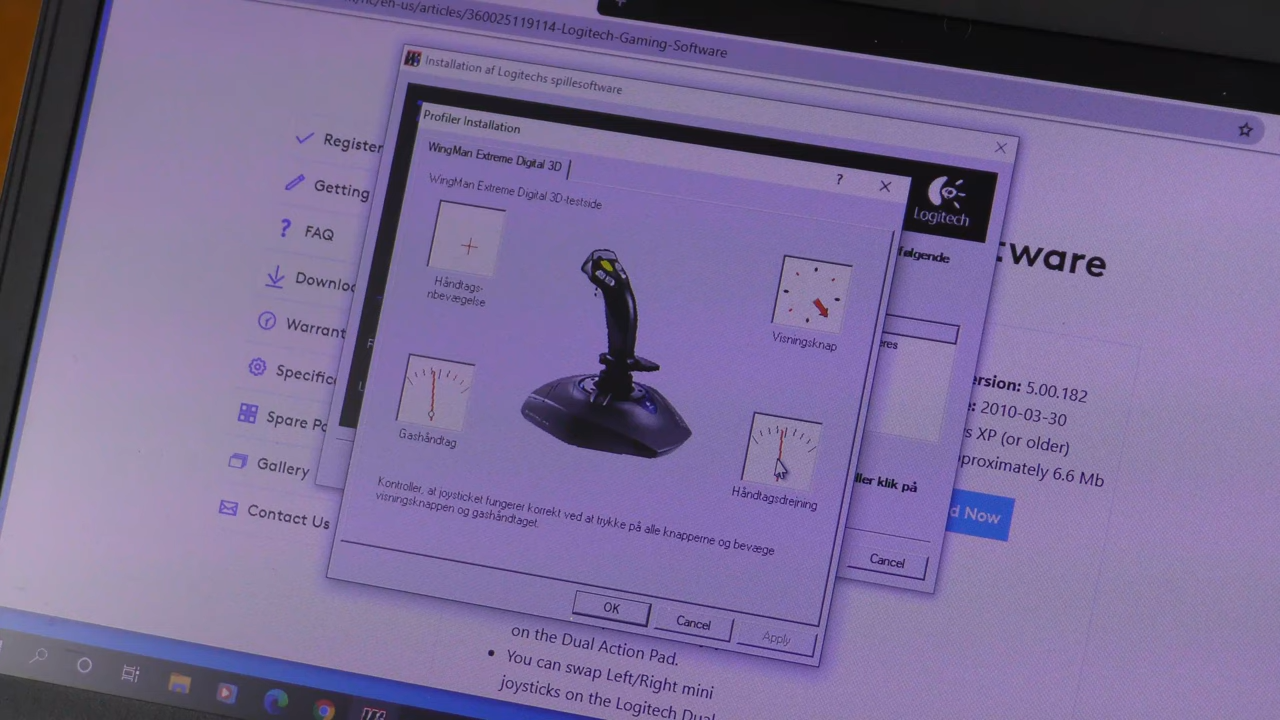 /hc/en-us/articles/360025119114-Logitech-Gaming-Software
Installation af Logitechs spillesoftware
Profiler Installation
WingMan Extreme Digital 3D
WingMan Extreme Digital 3D-testside
Håndtags-
nbevægelse
Visningsknap
Gashåndtag
Håndtagsdrejning
Kontroller, at joysticket fungerer korrekt ved at trykke på alle knapperne og bevæge
visningsknappen og gashåndtaget.
OK
Cancel
Apply
Logitech
følgende
eres
ller klik på
Cancel
Register
Getting
FAQ
Downloa
Warrant
Specific
Spare Pa
Gallery
Contact Us
tware
ersion: 5.00.182
e: 2010-03-30
s XP (or older)
proximately 6.6 Mb
d Now
on the Dual Action Pad.
• You can swap Left/Right mini
joysticks on the Logitech Dual